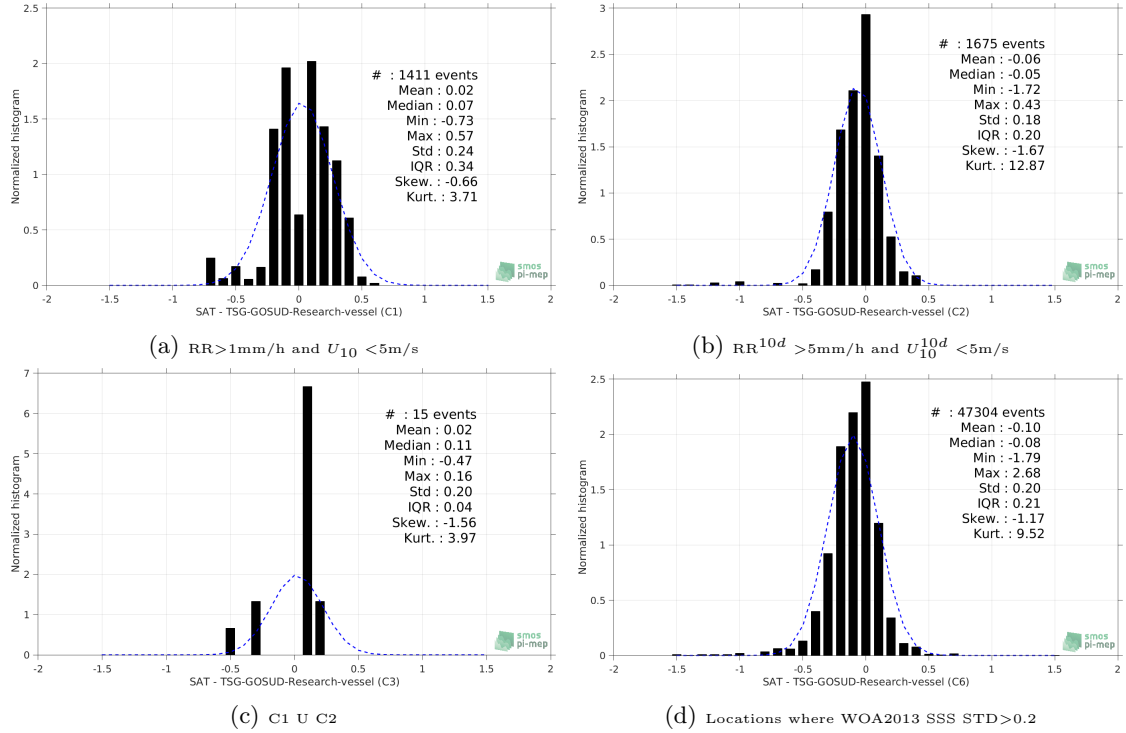 2.5
2
1.5
1
0.5
0
Normalized histogram
-2 -1.5 -1 -0.5 0 0.5 1 1.5 2
SAT - TSG-GOSUD-Research-vessel (C1)
# : 1411 events
Mean : 0.02
Median : 0.07
Min : -0.73
Max : 0.57
Std : 0.24
IQR : 0.34
Skew. : -0.66
Kurt. : 3.71
smos
pi-mep
(a) RR>1mm/h and U10 <5m/s
3
2.5
2
1.5
1
0.5
0
Normalized histogram
-2 -1.5 -1 -0.5 0 0.5 1 1.5 2
SAT - TSG-GOSUD-Research-vessel (C2)
# : 1675 events
Mean : -0.06
Median : -0.05
Min : -1.72
Max : 0.43
Std : 0.18
IQR : 0.20
Skew. : -1.67
Kurt. : 12.87
smos
pi-mep
(b) RR^10d >5mm/h and U_10^10d <5m/s
7
6
5
4
3
2
1
0
Normalized histogram
-2 -1.5 -1 -0.5 0 0.5 1 1.5 2
SAT - TSG-GOSUD-Research-vessel (C3)
# : 15 events
Mean : 0.02
Median : 0.11
Min : -0.47
Max : 0.16
Std : 0.20
IQR : 0.04
Skew. : -1.56
Kurt. : 3.97
smos
pi-mep
(c) C1 U C2
2.5
2
1.5
1
0.5
0
Normalized histogram
-2 -1.5 -1 -0.5 0 0.5 1 1.5 2
SAT - TSG-GOSUD-Research-vessel (C6)
# : 47304 events
Mean : -0.10
Median : -0.08
Min : -1.79
Max : 2.68
Std : 0.20
IQR : 0.21
Skew. : -1.17
Kurt. : 9.52
smos
pi-mep
(d) Locations where WOA2013 SSS STD>0.2